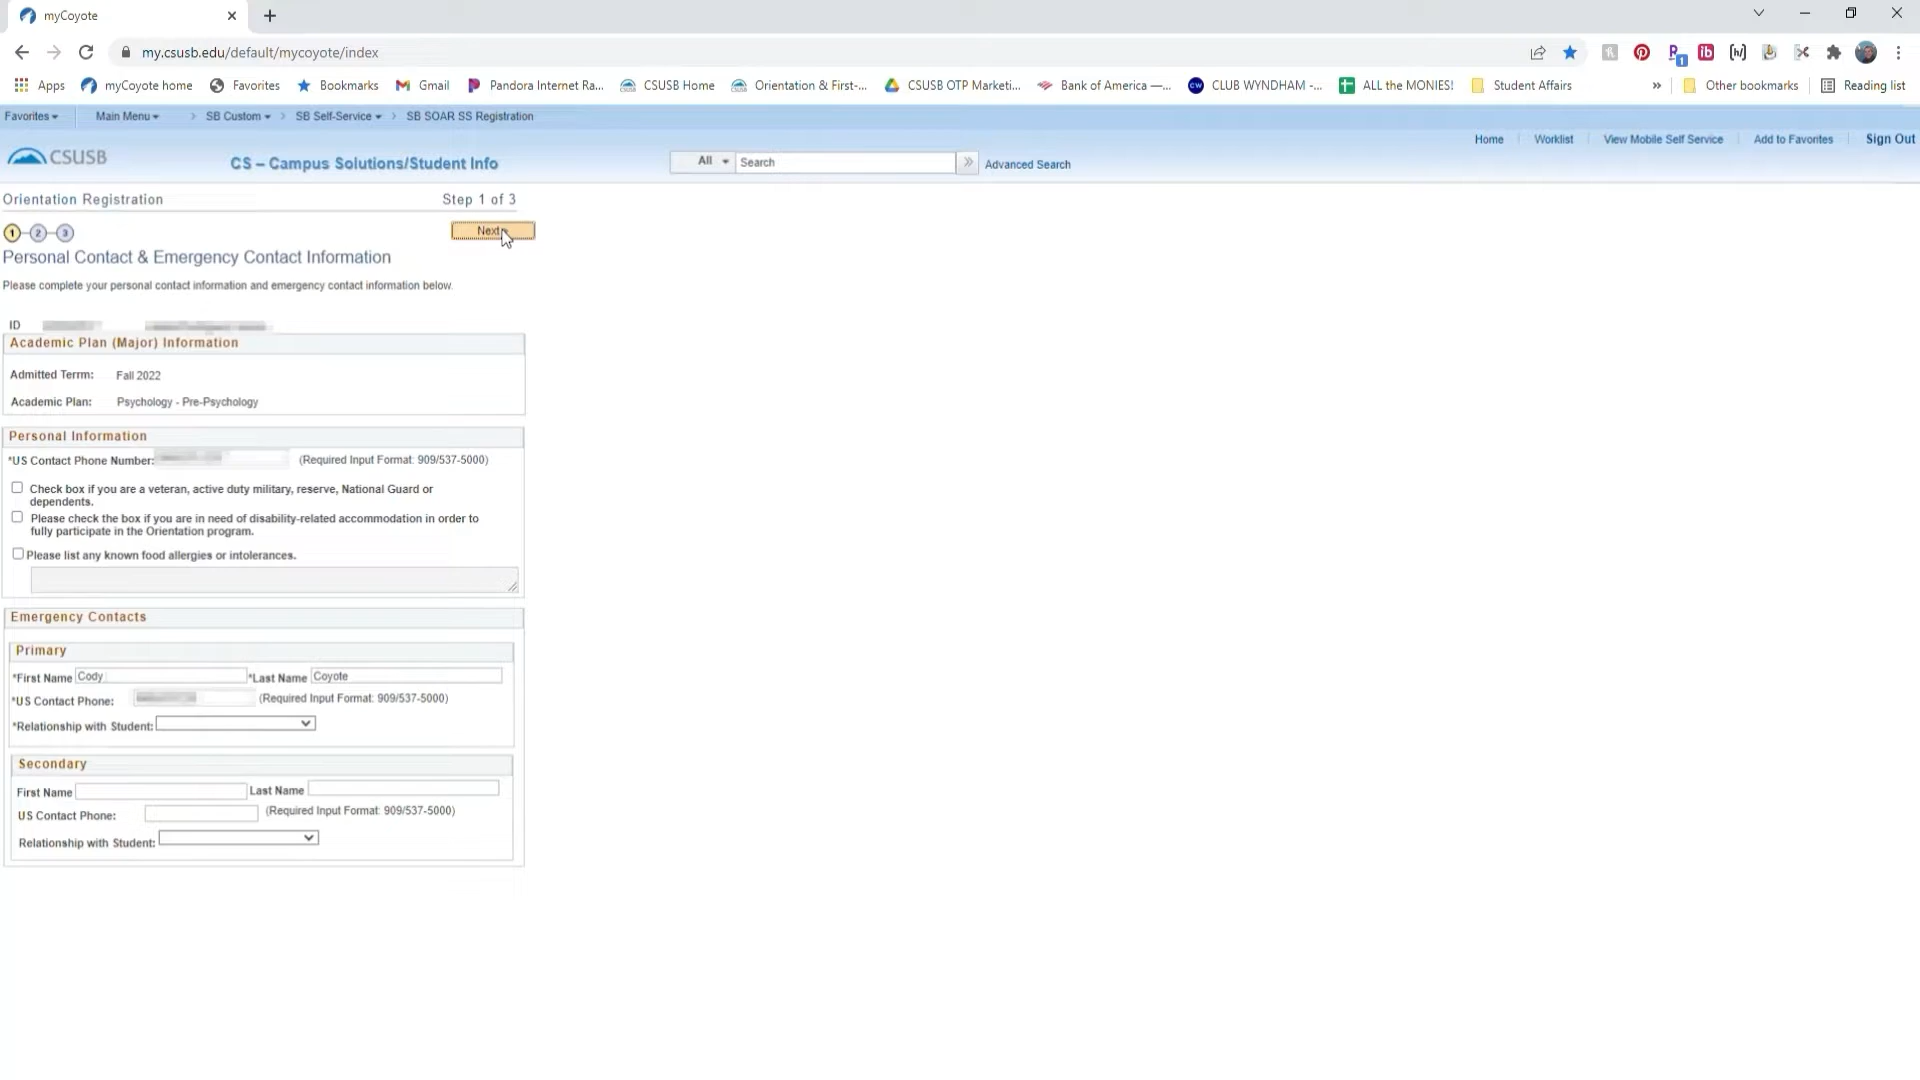 myCoyote
my.csusb.edu/default/mycoyote/index
Apps myCoyote home Favorites Bookmarks Gmail Pandora Internet Ra... CSUSB Home Orientation & First-... CSUSB OTP Marketi... Bank of America —... CLUB WYNDHAM -... ALL the MONIES! Student Affairs » Other bookmarks Reading list
Favorites Main Menu > SB Custom > SB Self-Service > SB SOAR SS Registration
Home Worklist View Mobile Self Service Add to Favorites Sign Out
CSUSB CS – Campus Solutions/Student Info All Search » Advanced Search
Orientation Registration Step 1 of 3
1 2 3 Next
Personal Contact & Emergency Contact Information
Please complete your personal contact information and emergency contact information below.
ID
Academic Plan (Major) Information
Admitted Terrm: Fall 2022
Academic Plan: Psychology - Pre-Psychology
Personal Information
*US Contact Phone Number: (Required Input Format: 909/537-5000)
Check box if you are a veteran, active duty military, reserve, National Guard or
dependents.
Please check the box if you are in need of disability-related accommodation in order to
fully participate in the Orientation program.
Please list any known food allergies or intolerances.
Emergency Contacts
Primary
*First Name Cody *Last Name Coyote
*US Contact Phone: (Required Input Format: 909/537-5000)
*Relationship with Student:
Secondary
First Name Last Name
US Contact Phone: (Required Input Format: 909/537-5000)
Relationship with Student: